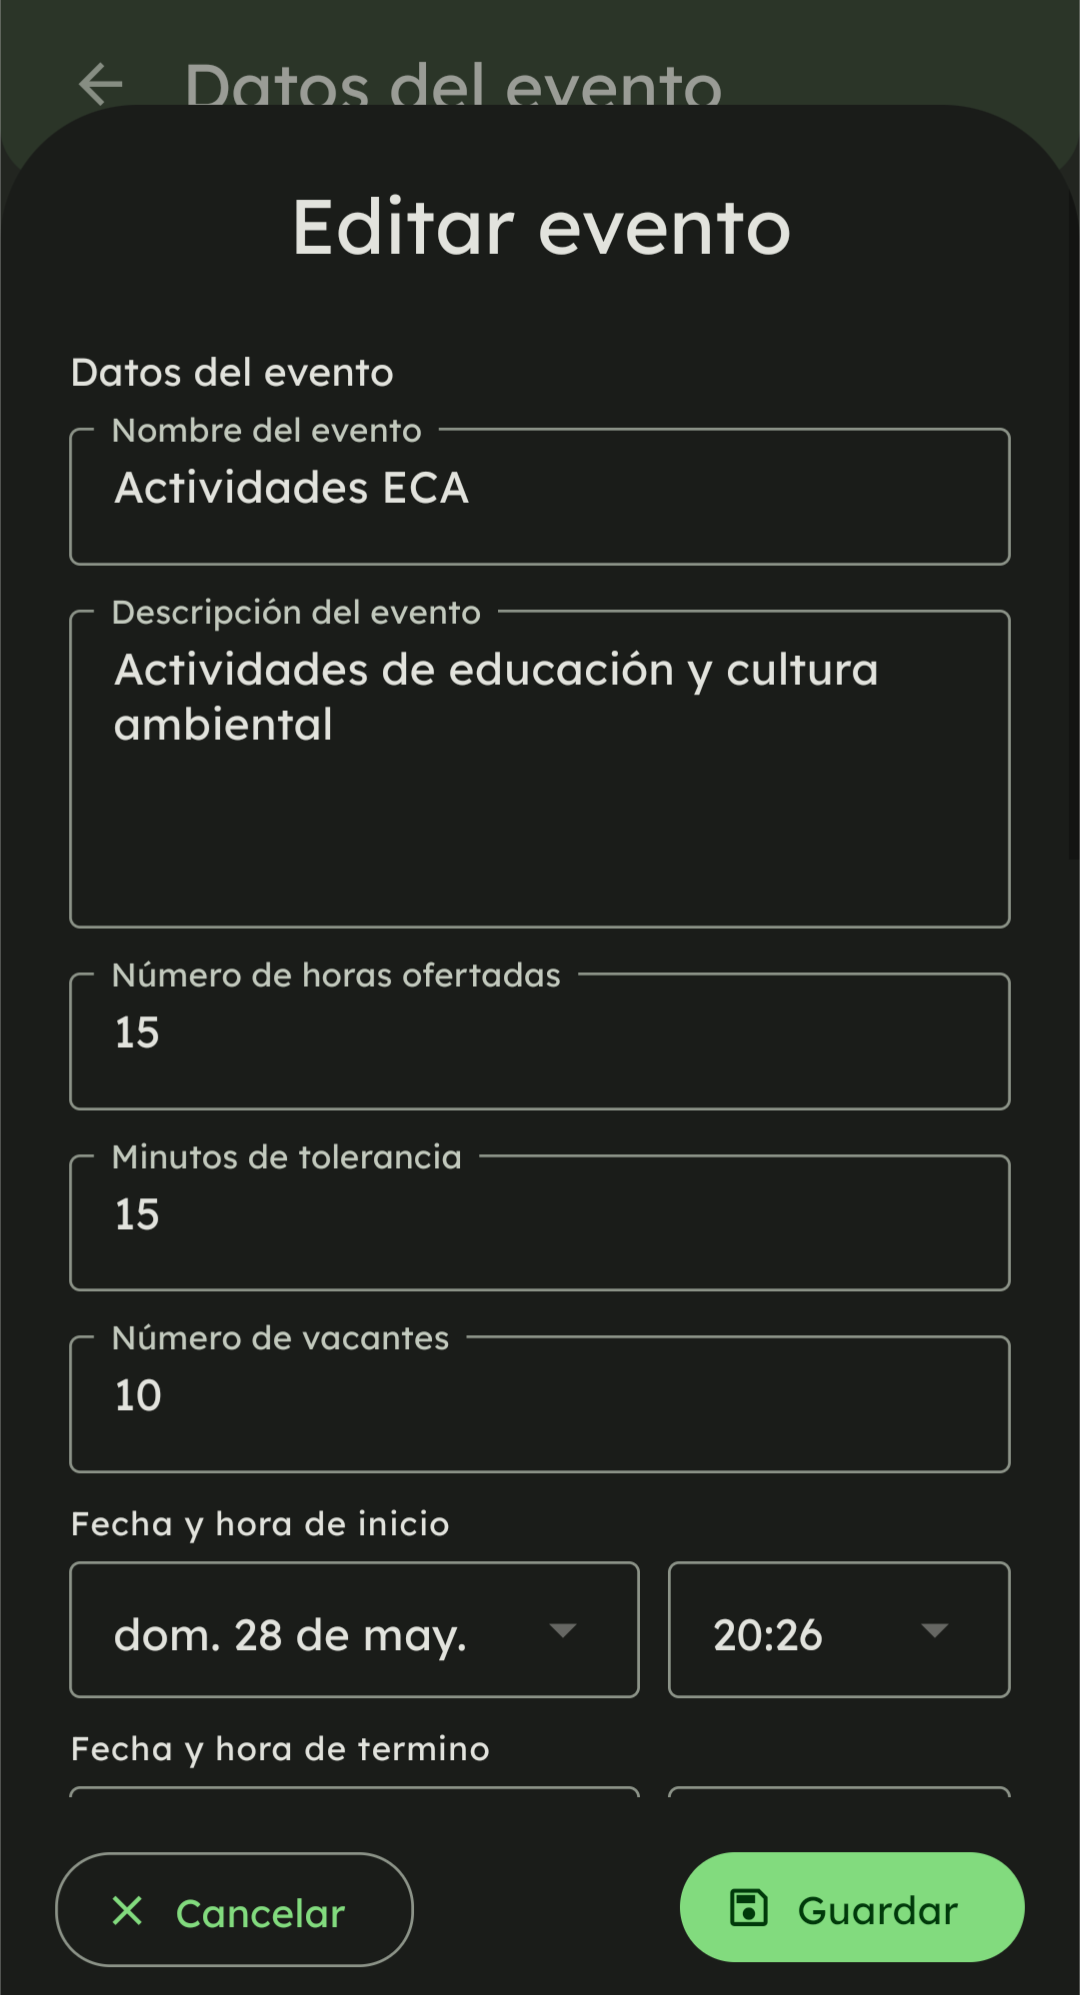 Datos del evento
Editar evento
Datos del evento
Nombre del evento
Actividades ECA
Descripción del evento
Actividades de educación y cultura
ambiental
Número de horas ofertadas
15
Minutos de tolerancia
15
Número de vacantes
10
Fecha y hora de inicio
dom. 28 de may.
20:26
Fecha y hora de termino
Cancelar
Guardar